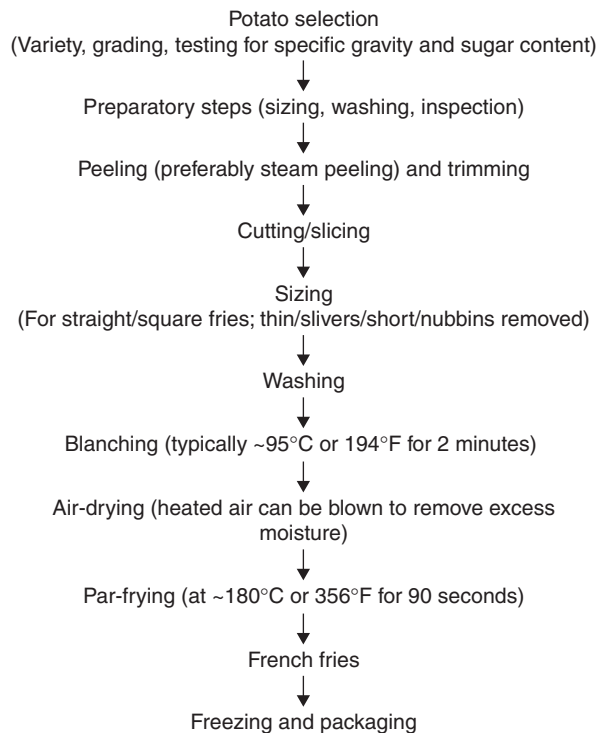 Potato selection
(Variety, grading, testing for specific gravity and sugar content)
Preparatory steps (sizing, washing, inspection)
Peeling (preferably steam peeling) and trimming
Cutting/slicing
Sizing
(For straight/square fries; thin/slivers/short/nubbins removed)
Washing
Blanching (typically ~95°C or 194°F for 2 minutes)
Air-drying (heated air can be blown to remove excess
moisture)
Par-frying (at ~180°C or 356°F for 90 seconds)
French fries
Freezing and packaging